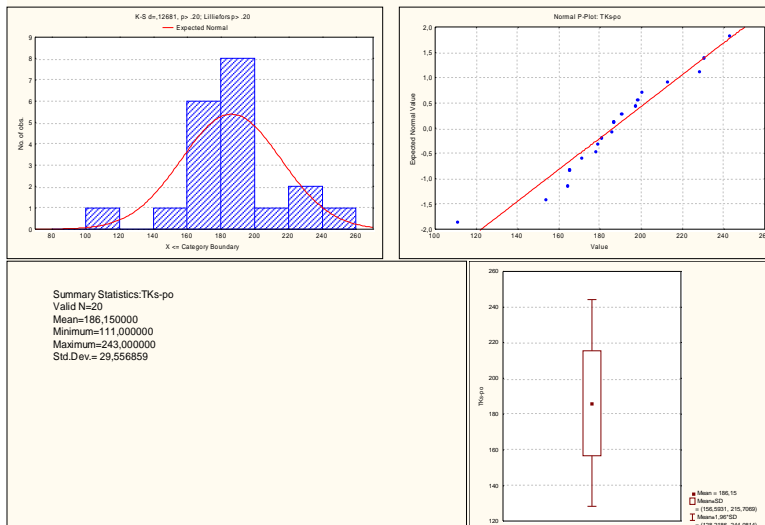 K-S d=,12681, p> .20; Lilliefors p> .20
Expected Normal
9
8
7
6
5
4
3
2
1
0
No. of obs.
80 100 120 140 160 180 200 220 240 260
X <= Category Boundary
Normal P-Plot: TKs-po
2,0
1,5
1,0
0,5
0,0
-0,5
-1,0
-1,5
-2,0
Expected Normal Value
100 120 140 160 180 200 220 240 260
Value
Summary Statistics:TKs-po
Valid N=20
Mean=186,150000
Minimum=111,000000
Maximum=243,000000
Std.Dev.= 29,556859
260
240
220
200
180
160
140
120
TKs-po
Mean = 186,15
Mean±SD
= (156,5931, 215,7069)
Mean±1,96*SD